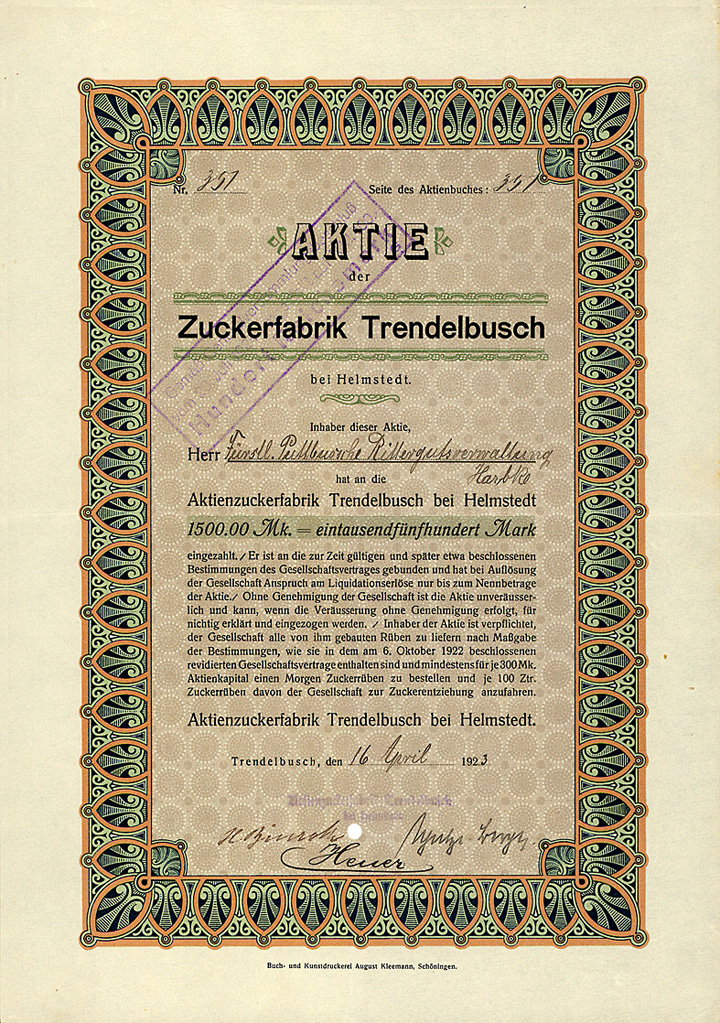 Nr. 351 Seite des Aktienbuches: 351
AKTIE
der
Zuckerfabrik Trendelbusch
bei Helmstedt.
Inhaber dieser Aktie,
Herr Fürstl. Rittergutsverwaltung
Harbke
hat an die
Aktienzuckerfabrik Trendelbusch bei Helmstedt
1500.00 Mk. = eintausendfünfhundert Mark
eingezahlt. / Er ist an die zur Zeit gültigen und später etwa beschlossenen
Bestimmungen des Gesellschaftsvertrages gebunden und hat bei Auflösung
der Gesellschaft Anspruch am Liquidationserlöse nur bis zum Nennbetrage
der Aktie. / Ohne Genehmigung der Gesellschaft ist die Aktie unveräusser-
lich und kann, wenn die Veräusserung ohne Genehmigung erfolgt, für
nichtig erklärt und eingezogen werden. / Inhaber der Aktie ist verpflichtet,
der Gesellschaft alle von ihm gebauten Rüben zu liefern nach Maßgabe
der Bestimmungen, wie sie in dem am 6. Oktober 1922 beschlossenen
revidierten Gesellschaftsvertrage enthalten sind und mindestens für je 300 Mk.
Aktienkapital einen Morgen Zuckerrüben zu bestellen und je 100 Ztr.
Zuckerrüben davon der Gesellschaft zur Zuckerentziehung anzufahren.
Aktienzuckerfabrik Trendelbusch bei Helmstedt.
Trendelbusch, den 16 April 1923
Aktienzuckerfabrik Trendelbusch
bei Helmstedt
Heuer
Buch- und Kunstdruckerei August Kleemann, Schöningen.